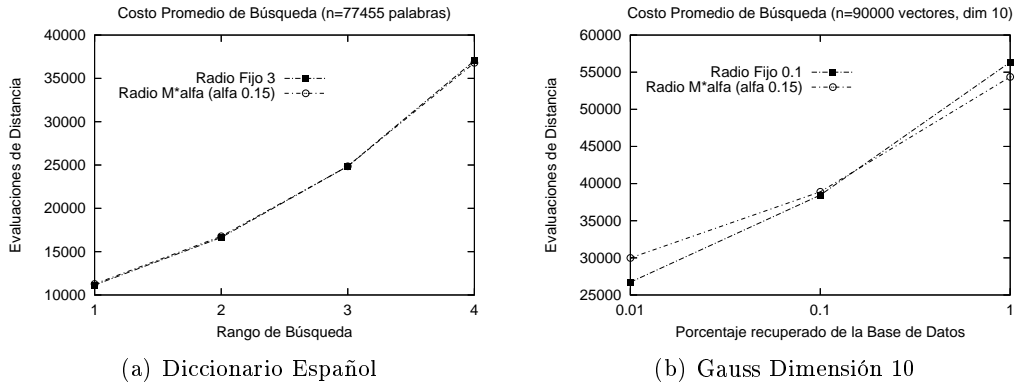 Costo Promedio de Búsqueda (n=77455 palabras)
40000
35000
30000
25000
20000
15000
10000
1
2
3
4
Evaluaciones de Distancia
Rango de Búsqueda
Radio Fijo 3
Radio M*alfa (alfa 0.15)
(a) Diccionario Español
Costo Promedio de Búsqueda (n=90000 vectores, dim 10)
60000
55000
50000
45000
40000
35000
30000
25000
0.01
0.1
1
Evaluaciones de Distancia
Porcentaje recuperado de la Base de Datos
Radio Fijo 0.1
Radio M*alfa (alfa 0.15)
(b) Gauss Dimensión 10